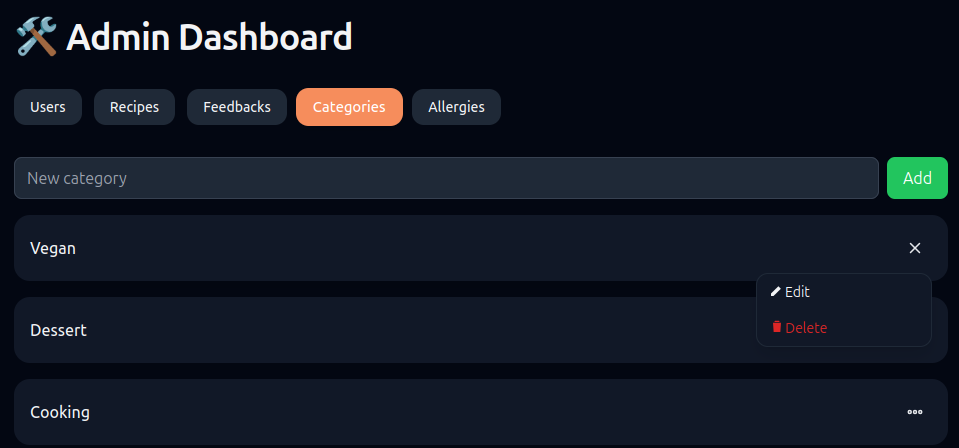 Admin Dashboard
Users Recipes Feedbacks Categories Allergies
New category Add
Vegan
Edit
Dessert
Delete
Cooking